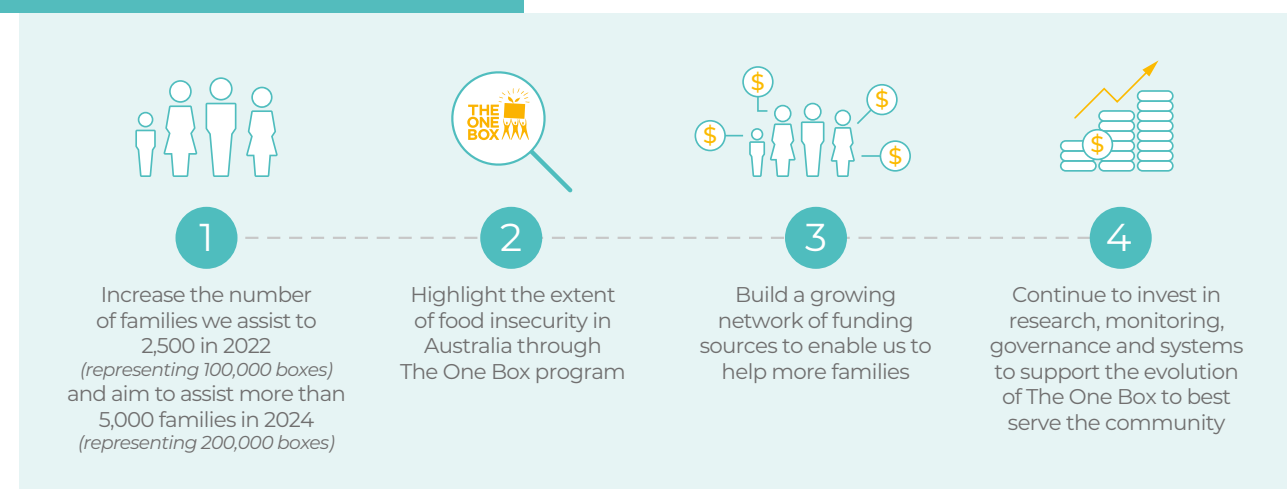 THE
ONE
BOX
$
$
$
$
$
1
2
3
4
Increase the number
of families we assist to
2,500 in 2022
(representing 100,000 boxes)
and aim to assist more than
5,000 families in 2024
(representing 200,000 boxes)
Highlight the extent
of food insecurity in
Australia through
The One Box program
Build a growing
network of funding
sources to enable us to
help more families
Continue to invest in
research, monitoring,
governance and systems
to support the evolution
of The One Box to best
serve the community